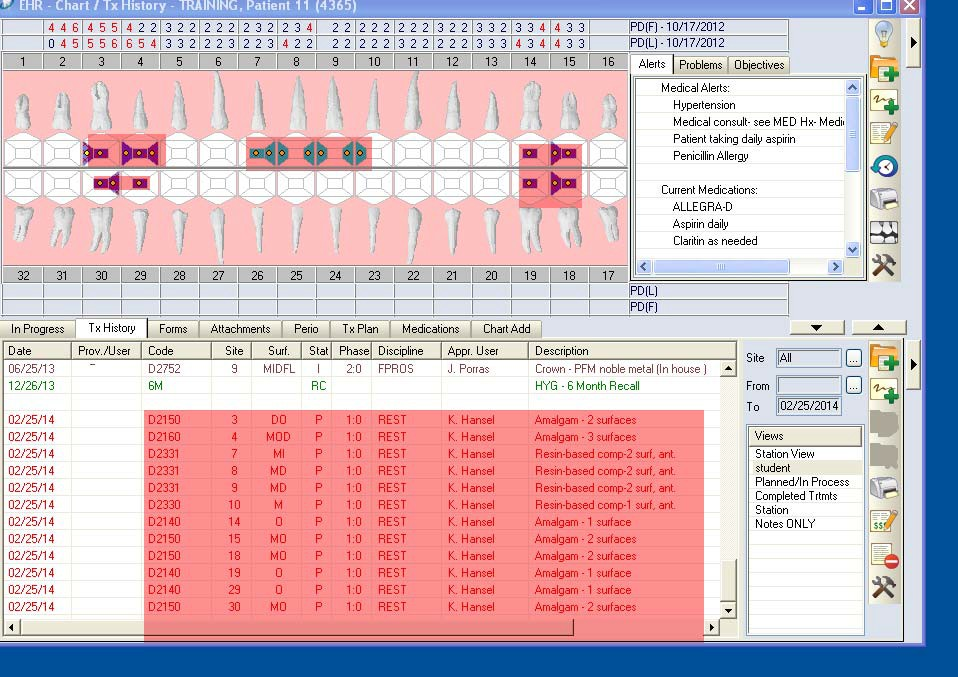 EHR - Chart / Tx History - TRAINING, Patient 11 (4365)
4 4 6 4 5 5 4 2 2 3 2 2 2 2 2 2 3 2 2 3 4 2 2 2 2 2 2 2 2 3 2 2 3 2 2 3 3 4 4 3 3 PD(F) - 10/17/2012
0 4 5 5 5 6 6 5 4 3 3 2 2 2 3 2 2 3 4 2 2 2 2 2 2 2 2 3 2 2 3 2 2 3 4 3 4 4 3 3 PD(L) - 10/17/2012
1 2 3 4 5 6 7 8 9 10 11 12 13 14 15 16
Alerts Problems Objectives
Medical Alerts:
Hypertension
Medical consult- see MED Hx- Medi
Patient taking daily aspirin
Penicillin Allergy
Current Medications:
ALLEGRA-D
Aspirin daily
Claritin as needed
32 31 30 29 28 27 26 25 24 23 22 21 20 19 18 17
PD(L)
PD(F)
In Progress Tx History Forms Attachments Perio Tx Plan Medications Chart Add
Date Prov./User Code Site Surf. Stat Phase Discipline Appr. User Description
06/25/13 D2752 9 MIDFL I 2:0 FPROS J. Porras Crown - PFM noble metal (In house )
12/26/13 6M RC HYG - 6 Month Recall
02/25/14 D2150 3 DO P 1:0 REST K. Hansel Amalgam - 2 surfaces
02/25/14 D2160 4 MOD P 1:0 REST K. Hansel Amalgam - 3 surfaces
02/25/14 D2331 7 MI P 1:0 REST K. Hansel Resin-based comp-2 surf, ant.
02/25/14 D2331 8 MD P 1:0 REST K. Hansel Resin-based comp-2 surf, ant.
02/25/14 D2331 9 MD P 1:0 REST K. Hansel Resin-based comp-2 surf, ant.
02/25/14 D2330 10 M P 1:0 REST K. Hansel Resin-based comp-1 surf, ant.
02/25/14 D2140 14 O P 1:0 REST K. Hansel Amalgam - 1 surface
02/25/14 D2150 15 MO P 1:0 REST K. Hansel Amalgam - 2 surfaces
02/25/14 D2150 18 MO P 1:0 REST K. Hansel Amalgam - 2 surfaces
02/25/14 D2140 19 O P 1:0 REST K. Hansel Amalgam - 1 surface
02/25/14 D2140 29 O P 1:0 REST K. Hansel Amalgam - 1 surface
02/25/14 D2150 30 MO P 1:0 REST K. Hansel Amalgam - 2 surfaces
Site All ...
From ...
To 02/25/2014
Views
Station View
student
Planned/In Process
Completed Trtmts
Station
Notes ONLY
$$$